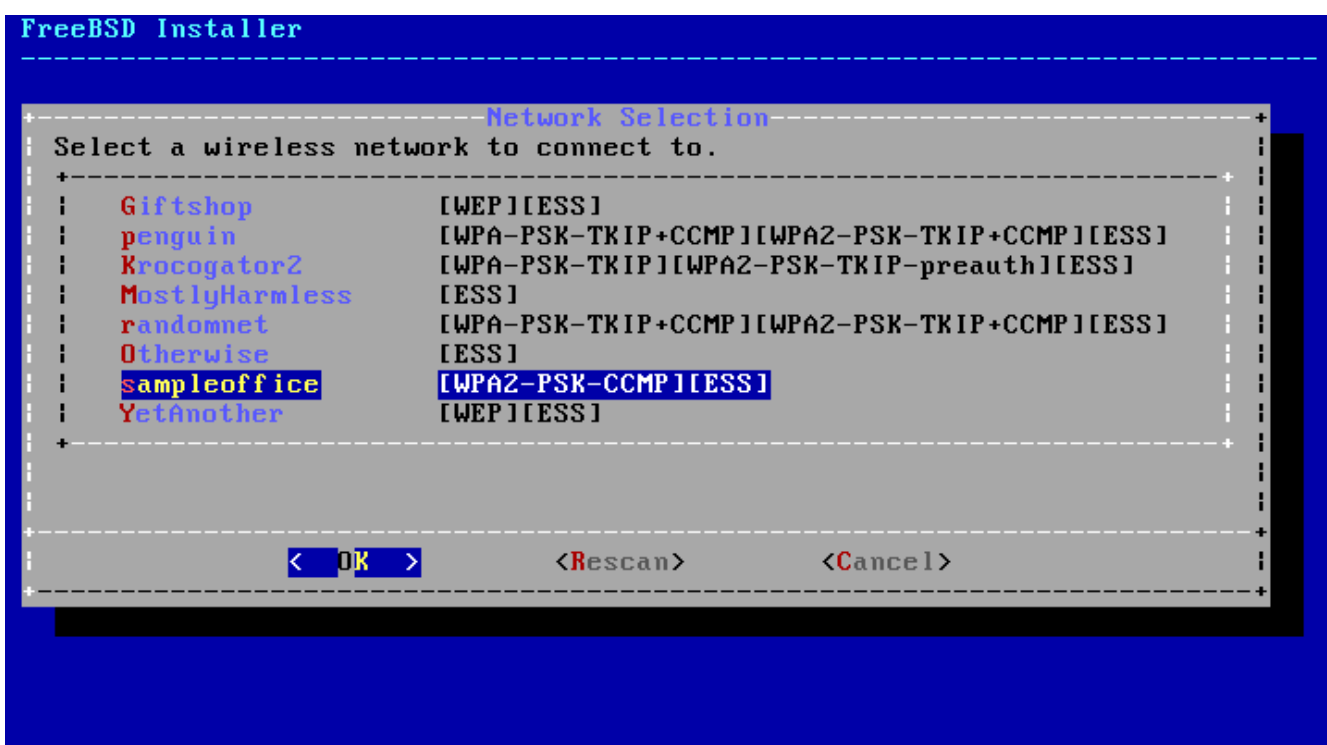 FreeBSD Installer
Network Selection
Select a wireless network to connect to.
Giftshop [WEP][ESS]
penguin [WPA-PSK-TKIP+CCMP][WPA2-PSK-TKIP+CCMP][ESS]
Krocogator2 [WPA-PSK-TKIP][WPA2-PSK-TKIP-preauth][ESS]
MostlyHarmless [ESS]
randomnet [WPA-PSK-TKIP+CCMP][WPA2-PSK-TKIP+CCMP][ESS]
Otherwise [ESS]
sampleoffice [WPA2-PSK-CCMP][ESS]
YetAnother [WEP][ESS]
< OK > <Rescan> <Cancel>